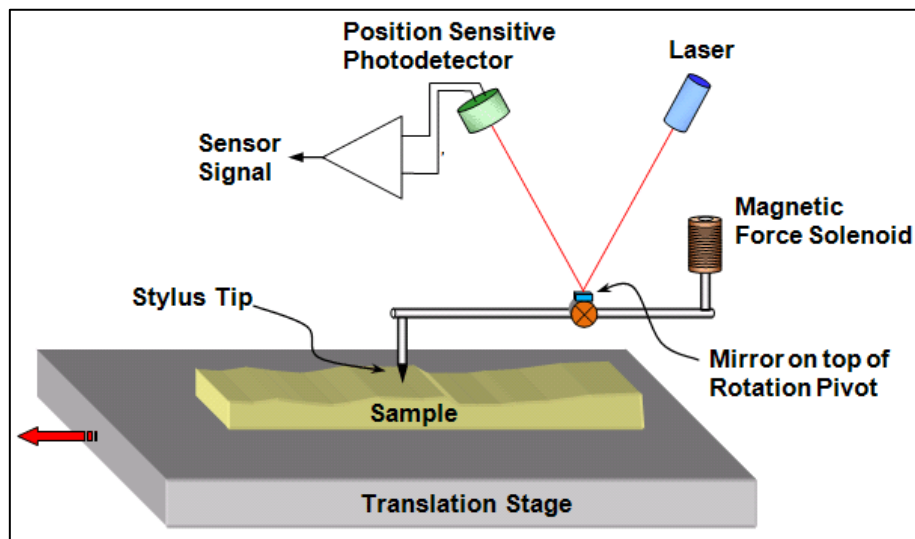 Position Sensitive
Photodetector
Laser
Sensor
Signal
Magnetic
Force Solenoid
Stylus Tip
Mirror on top of
Rotation Pivot
Sample
Translation Stage